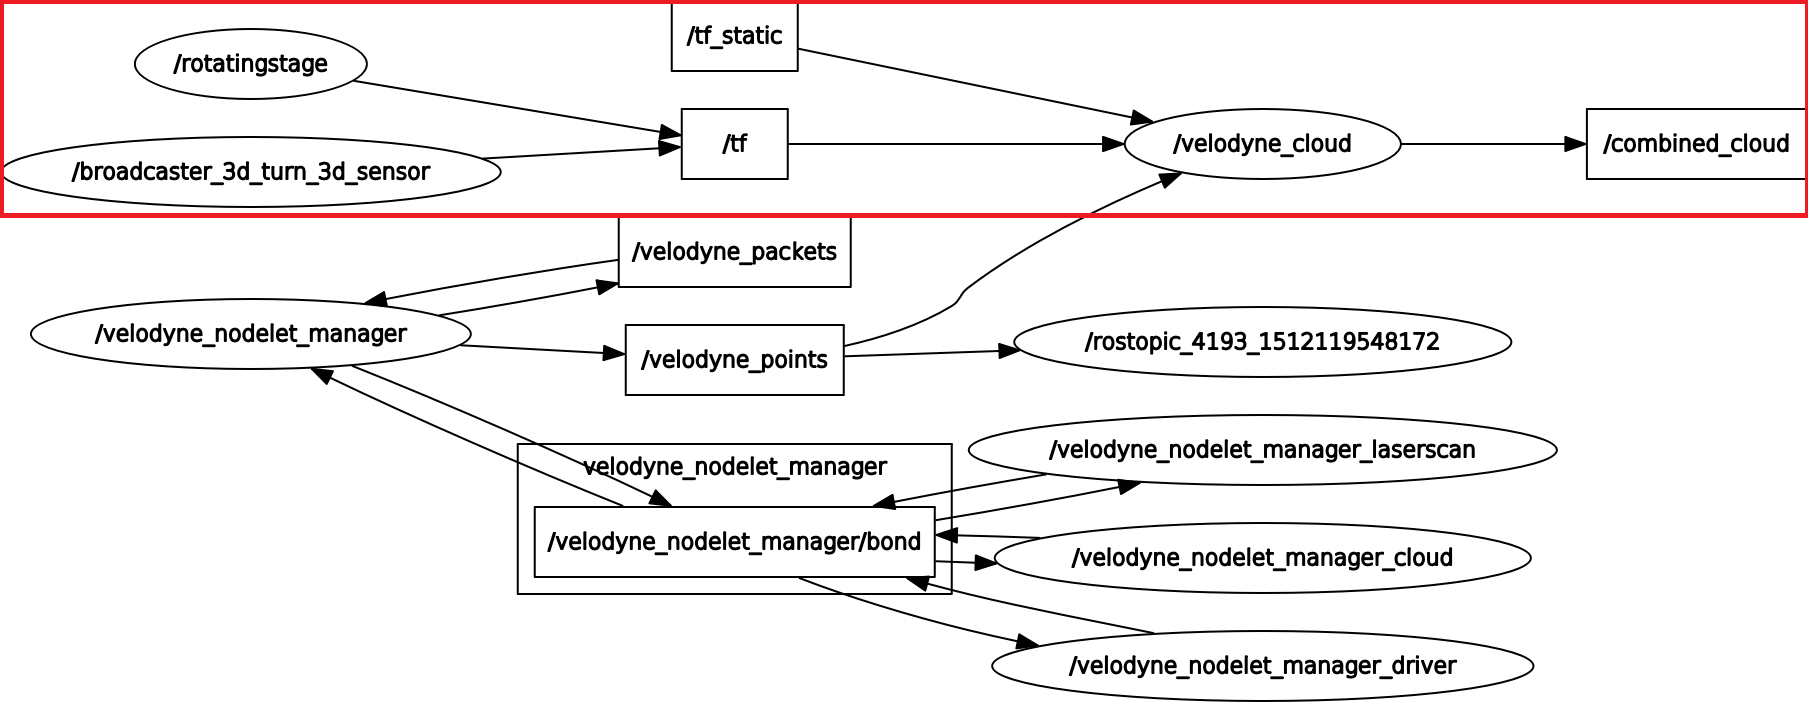 /tf_static
/rotatingstage
/tf
/velodyne_cloud
/combined_cloud
/broadcaster_3d_turn_3d_sensor
/velodyne_packets
/velodyne_nodelet_manager
/velodyne_points
/rostopic_4193_1512119548172
velodyne_nodelet_manager
/velodyne_nodelet_manager_laserscan
/velodyne_nodelet_manager/bond
/velodyne_nodelet_manager_cloud
/velodyne_nodelet_manager_driver